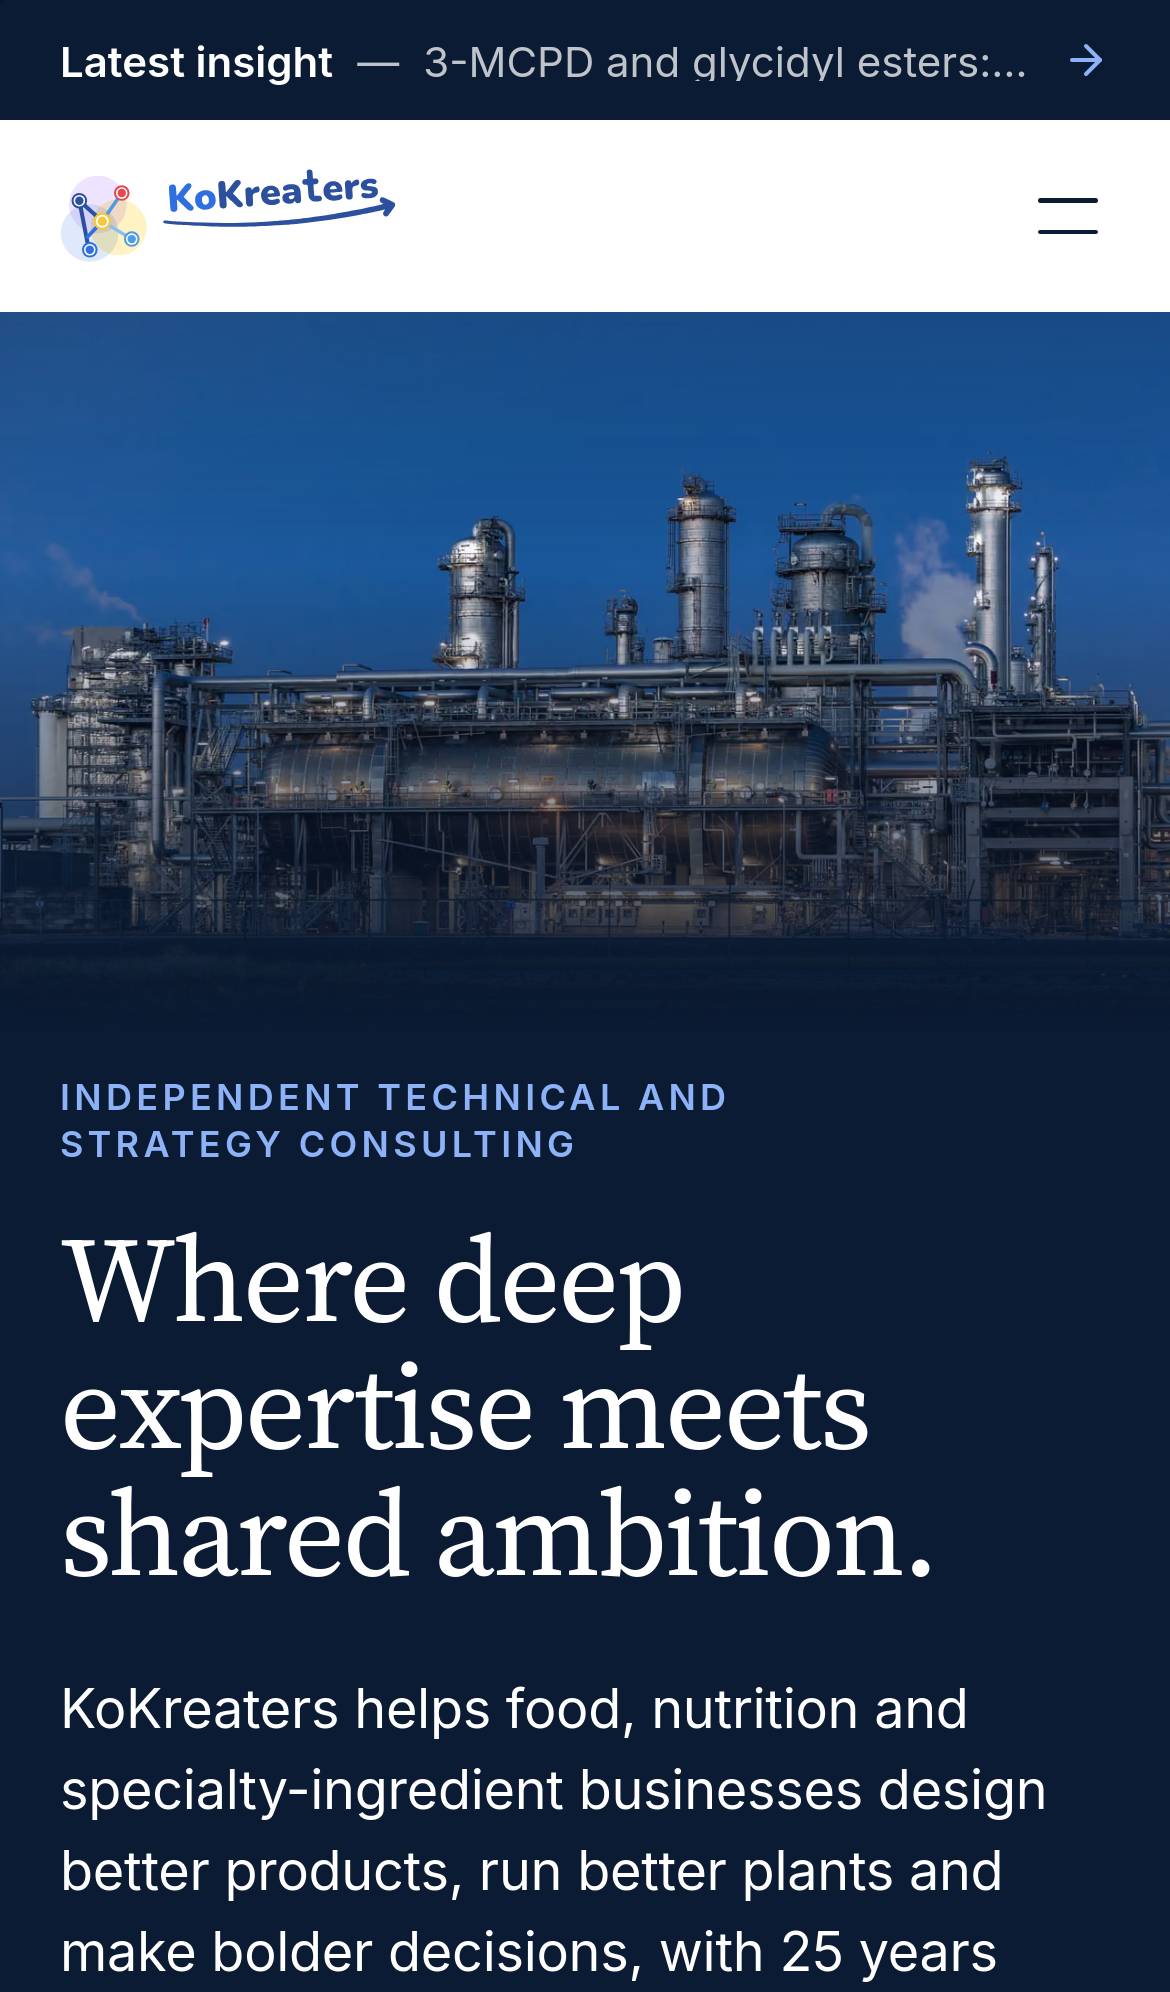 Latest insight — 3-MCPD and glycidyl esters:...
KoKreaters
INDEPENDENT TECHNICAL AND
STRATEGY CONSULTING
Where deep
expertise meets
shared ambition.
KoKreaters helps food, nutrition and
specialty-ingredient businesses design
better products, run better plants and
make bolder decisions, with 25 years